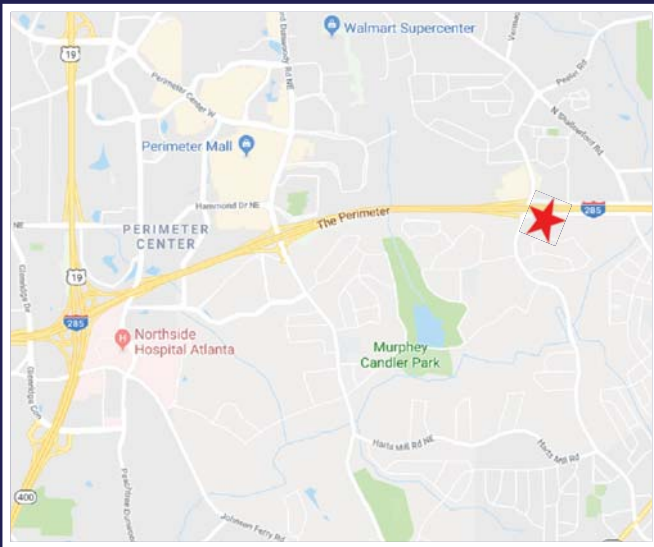 Walmart Supercenter
19
Perimeter Center W
Peeler Rd
N Shallowford Rd
Perimeter Mall
Hammond Dr NE
The Perimeter
285
PERIMETER
CENTER
NE
19
285
Northside
Hospital Atlanta
H
Murphey
Candler Park
Glenridge Dr
Harts Mill Rd NE
Harts Mill Rd
400
Johnson Ferry Rd